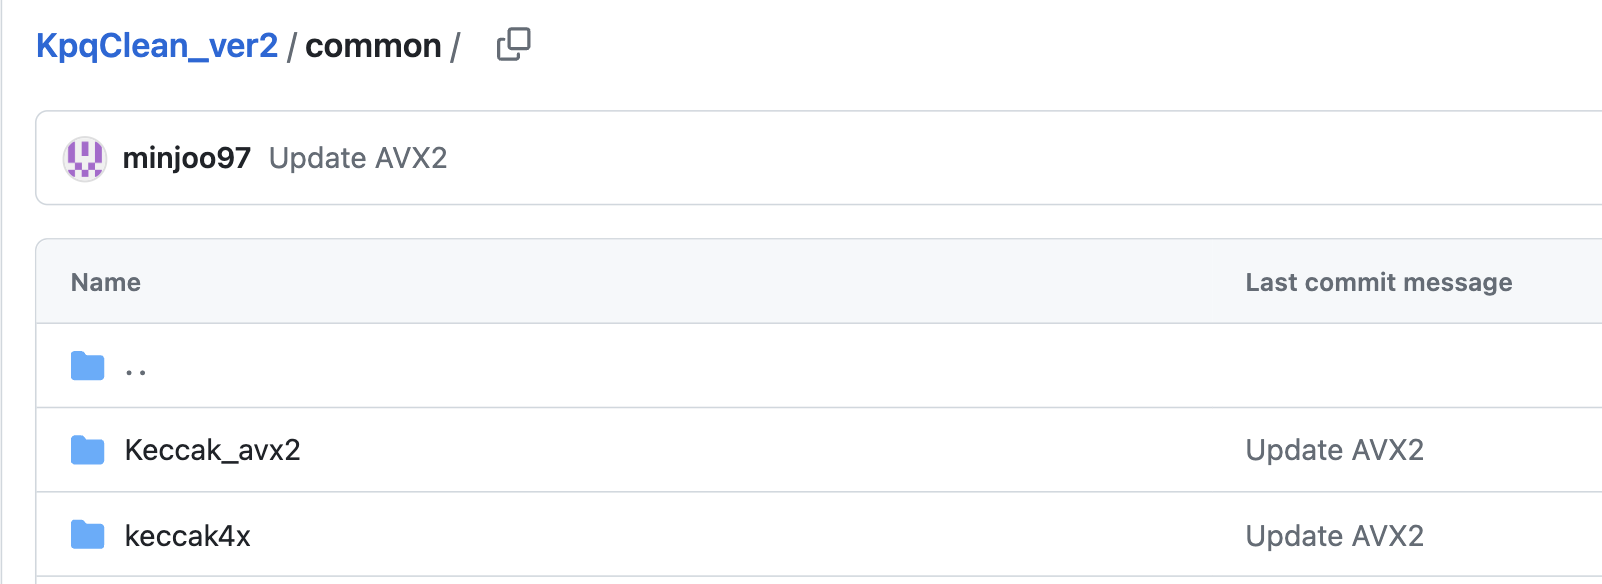 KpqClean_ver2 / common /
minjoo97 Update AVX2
Name Last commit message
..
Keccak_avx2 Update AVX2
keccak4x Update AVX2